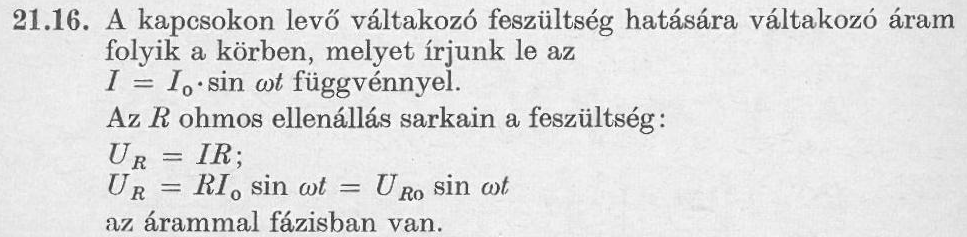 21.16. A kapcsokon levő váltakozó feszültség hatására váltakozó áram
folyik a körben, melyet írjunk le az
I = I₀·sin ωt függvénnyel.
Az R ohmos ellenállás sarkain a feszültség:
U_R = IR;
U_R = RI₀ sin ωt = U_R₀ sin ωt
az árammal fázisban van.